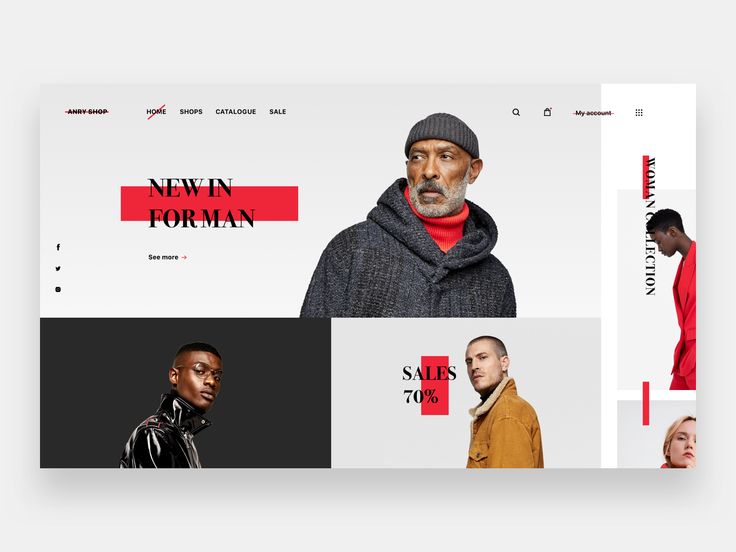 ANRY SHOP
HOME SHOPS CATALOGUE SALE
My account
NEW IN
FOR MAN
See more →
SALES
70%
WOMAN COLLECTION